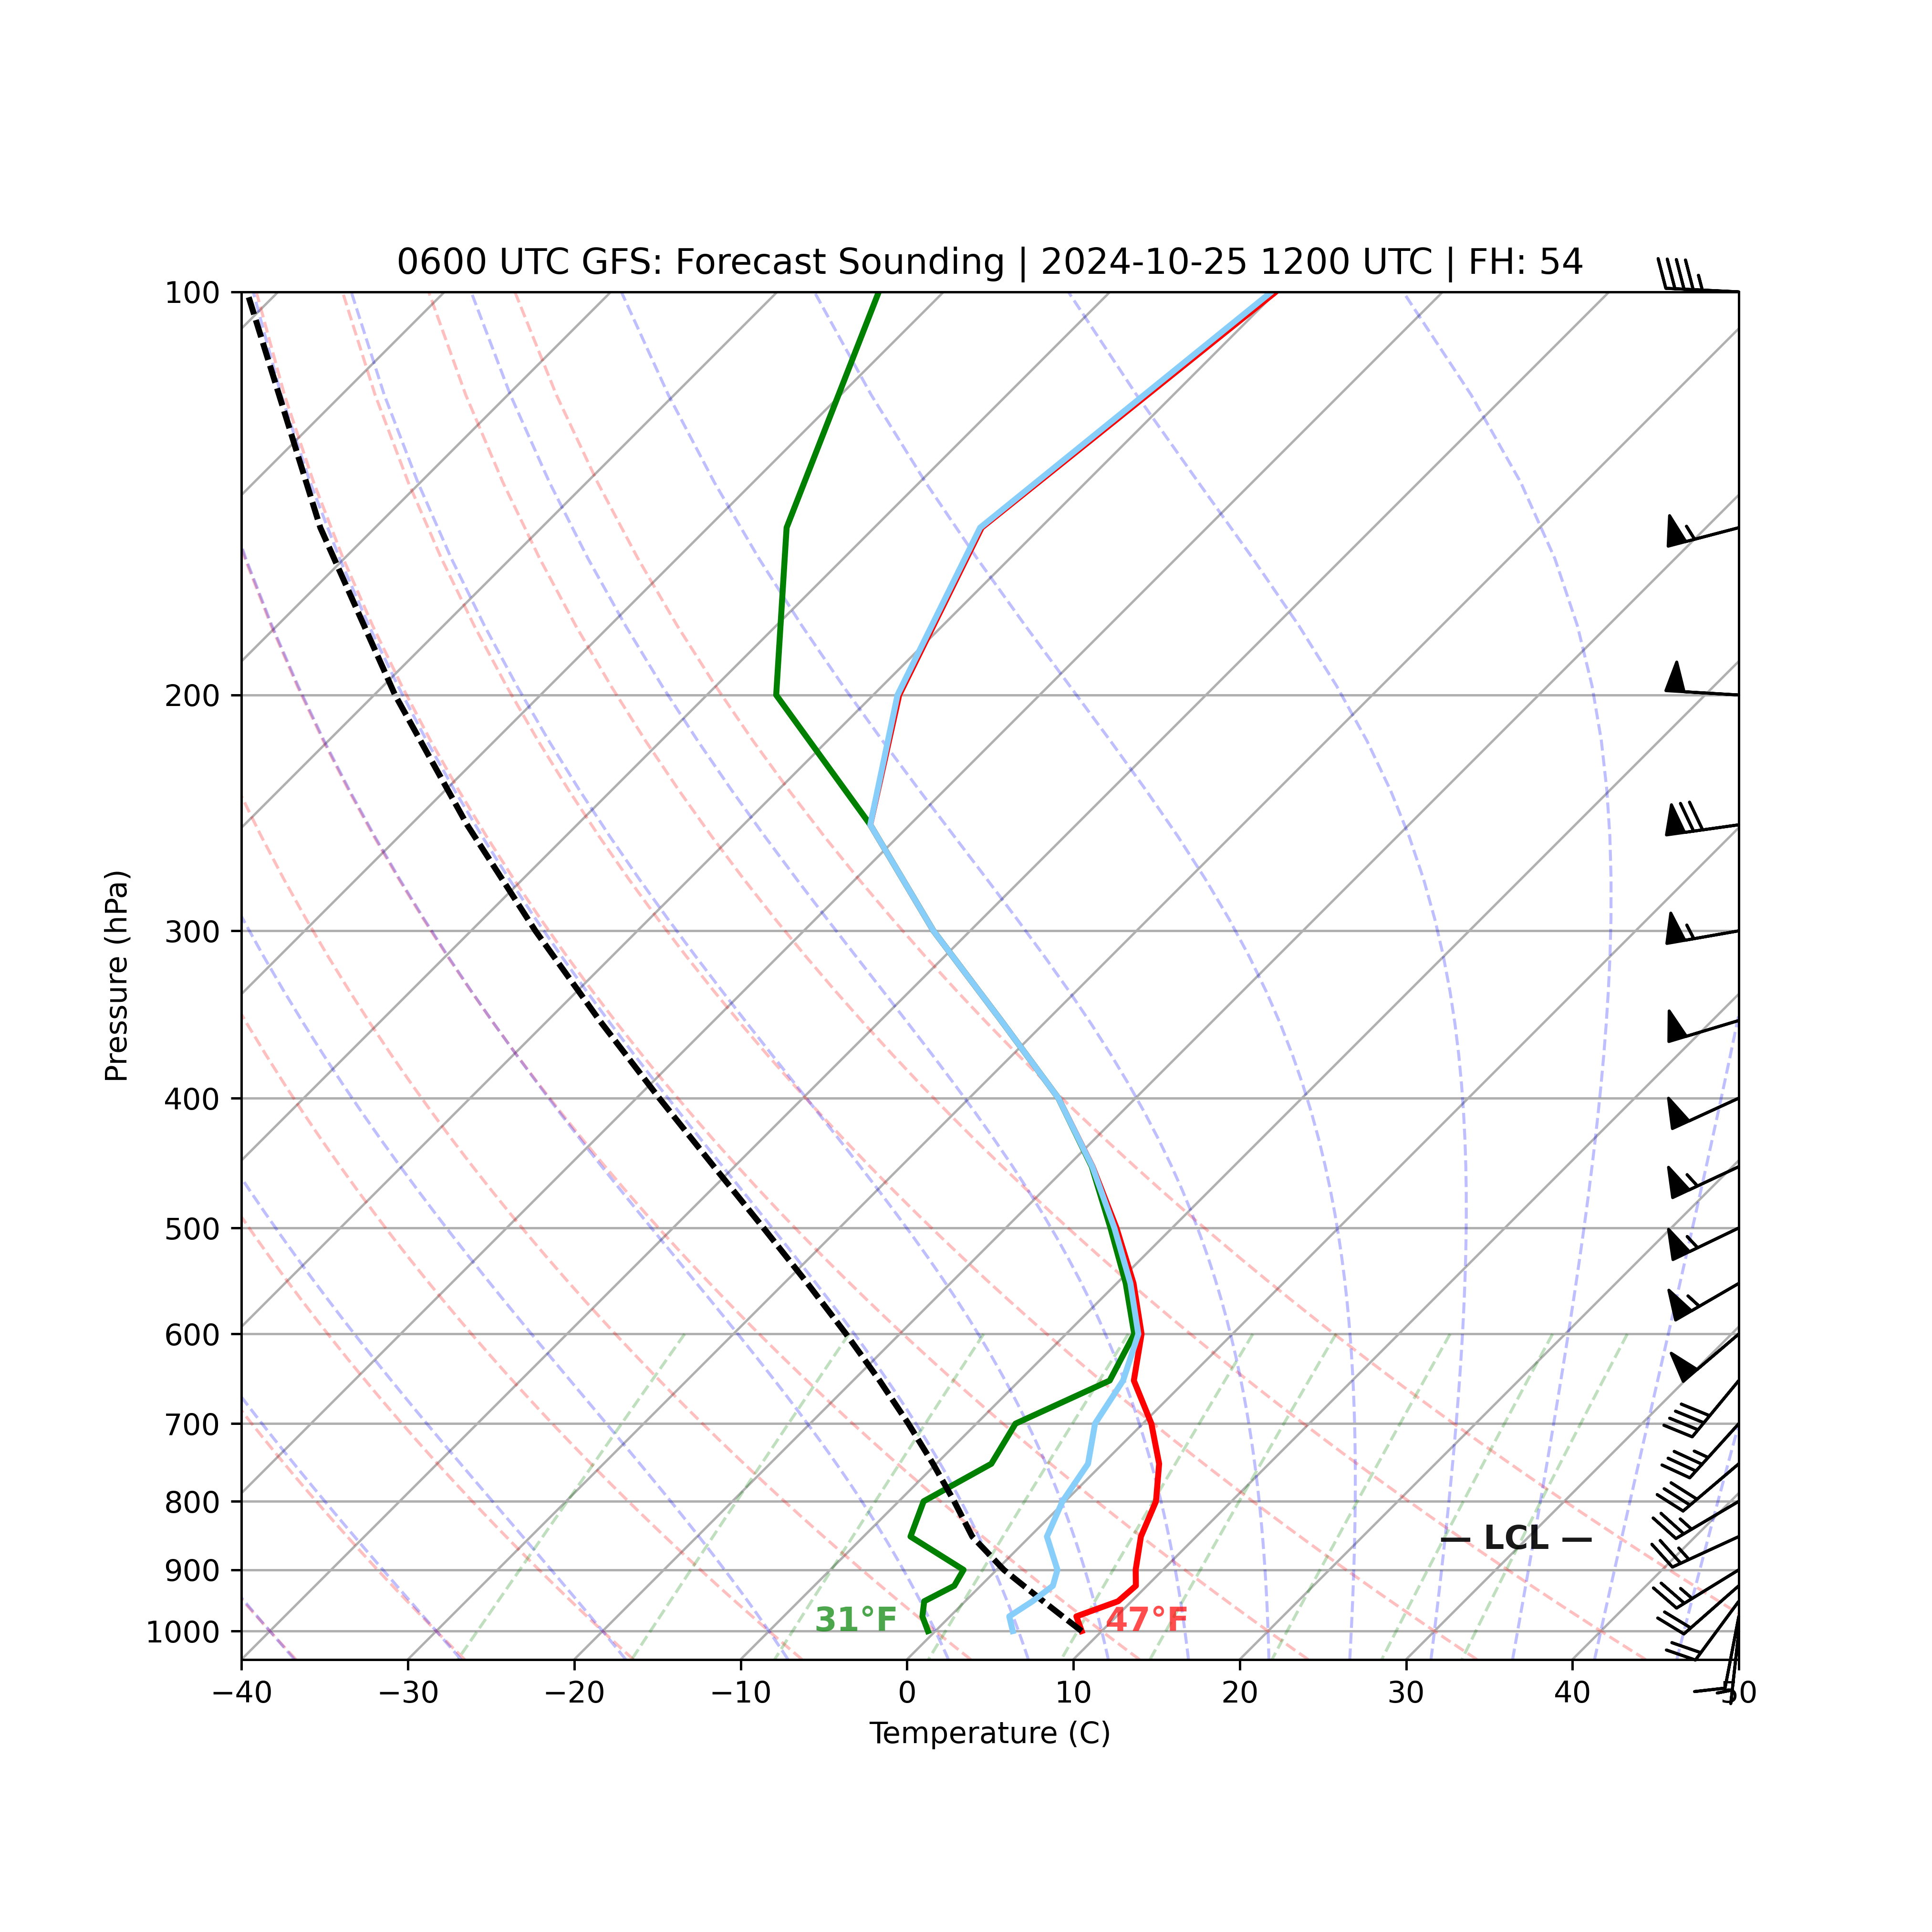 0600 UTC GFS: Forecast Sounding | 2024-10-25 1200 UTC | FH: 54
100
200
300
400
500
600
700
800
900
1000
Pressure (hPa)
— LCL —
31°F
47°F
−40 −30 −20 −10 0 10 20 30 40 50
Temperature (C)